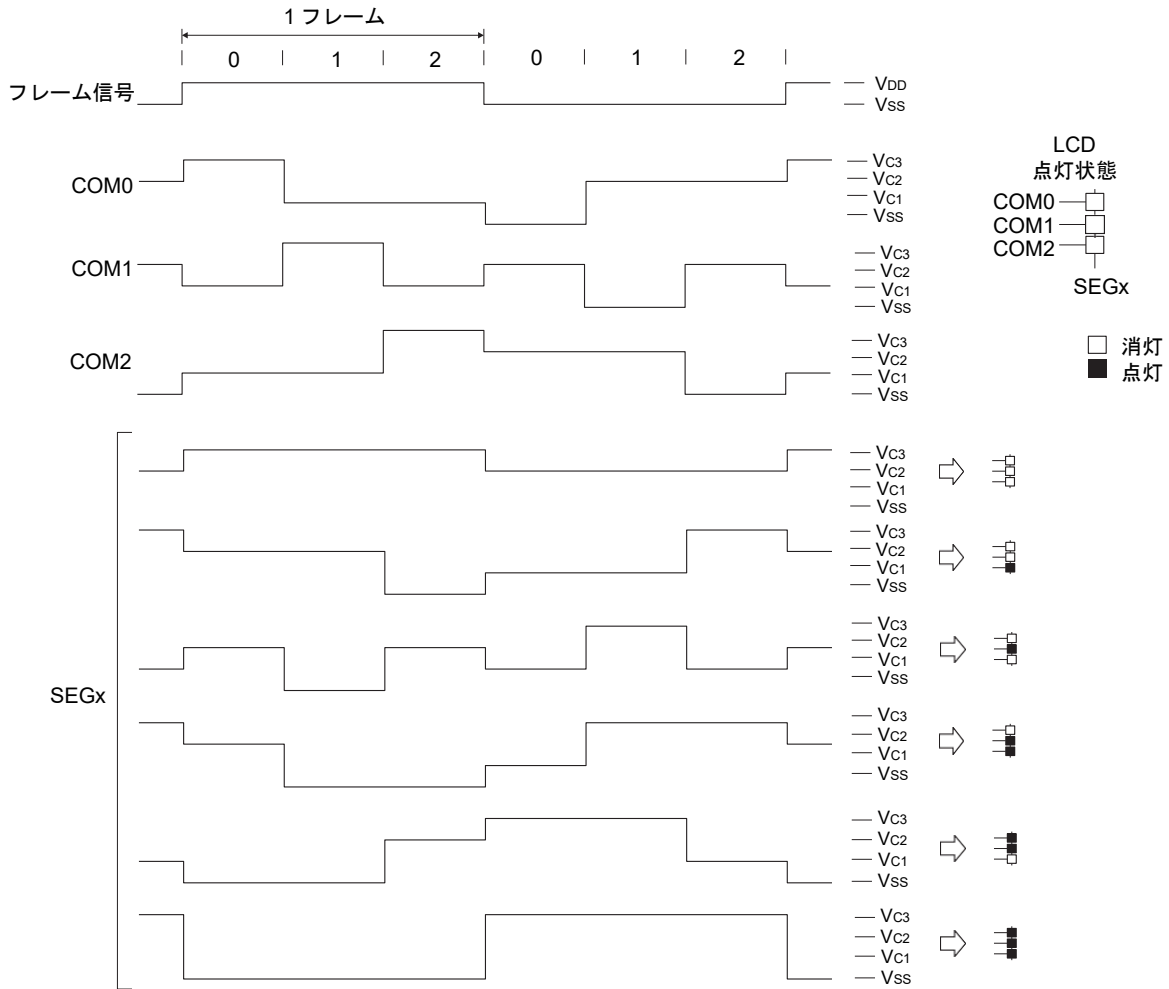 1 フレーム
0 1 2 0 1 2
フレーム信号
VDD
VSS
COM0
VC3
VC2
VC1
VSS
LCD
点灯状態
COM0
COM1
COM2
SEGx
COM1
VC3
VC2
VC1
VSS
COM2
VC3
VC2
VC1
VSS
消灯
点灯
SEGx
VC3
VC2
VC1
VSS
VC3
VC2
VC1
VSS
VC3
VC2
VC1
VSS
VC3
VC2
VC1
VSS
VC3
VC2
VC1
VSS
VC3
VC2
VC1
VSS